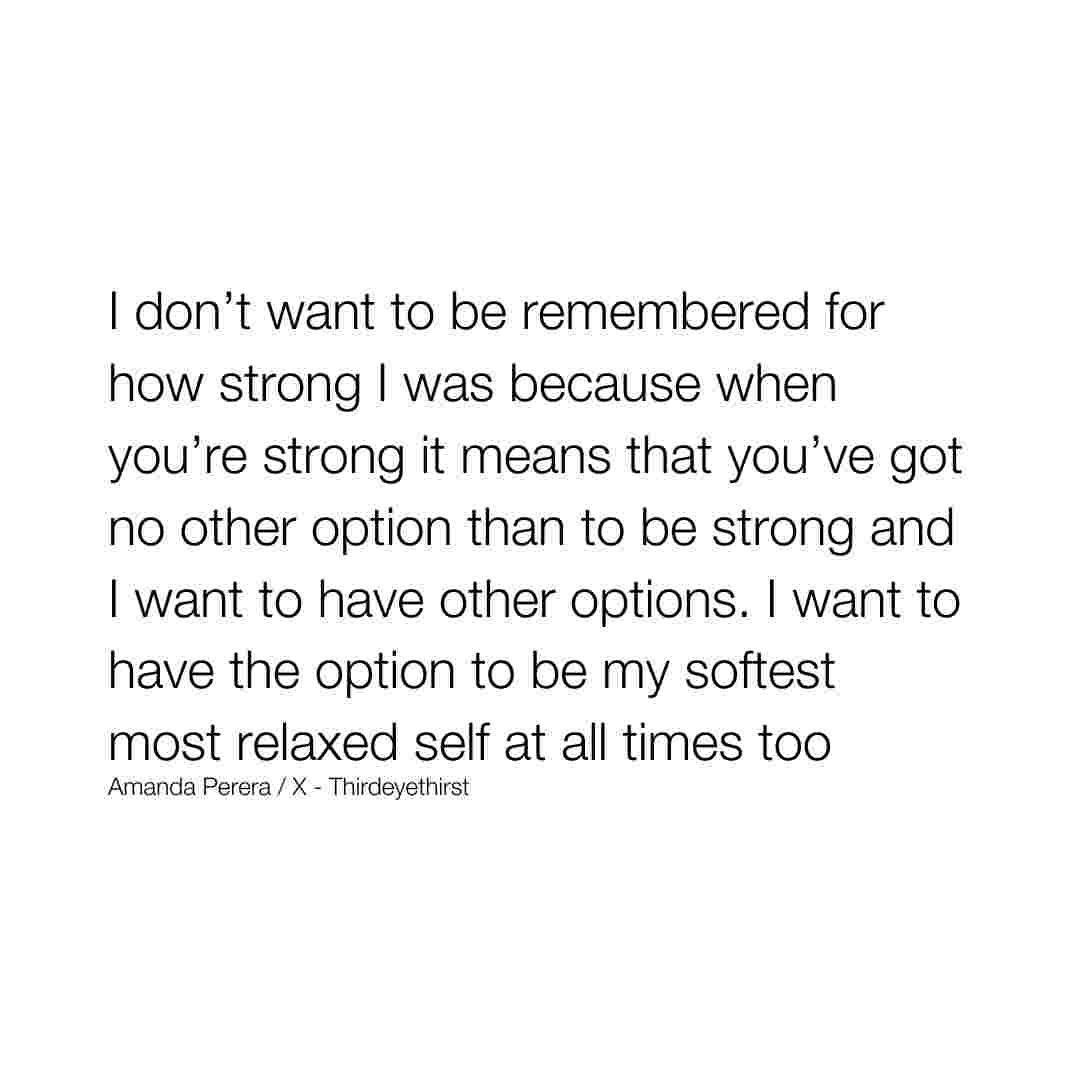 I don’t want to be remembered for
how strong I was because when
you’re strong it means that you’ve got
no other option than to be strong and
I want to have other options. I want to
have the option to be my softest
most relaxed self at all times too
Amanda Perera / X - Thirdeyethirst